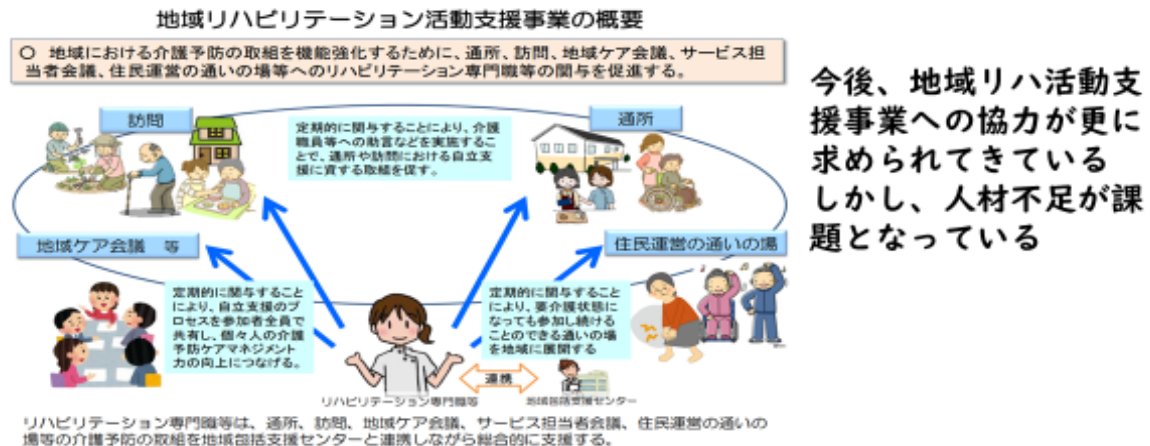 地域リハビリテーション活動支援事業の概要
○ 地域における介護予防の取組を機能強化するために、通所、訪問、地域ケア会議、サービス担
当者会議、住民運営の通いの場等へのリハビリテーション専門職等の関与を促進する。
訪問
定期的に関与することにより、介護
職員等への助言などを実施するこ
とで、通所や訪問における自立支
援に資する取組を促す。
通所
地域ケア会議 等
住民運営の通いの場
定期的に関与すること
により、自立支援のプ
ロセスを参加者全員で
共有し、個々人の介護
予防ケアマネジメント
力の向上につなげる。
定期的に関与すること
により、要介護状態に
なっても参加し続ける
ことのできる通いの場
を地域に展開する
連携
リハビリテーション専門職等
地域包括支援センター
リハビリテーション専門職等は、通所、訪問、地域ケア会議、サービス担当者会議、住民運営の通いの
場等の介護予防の取組を地域包括支援センターと連携しながら総合的に支援する。
今後、地域リハ活動支
援事業への協力が更に
求められてきている
しかし、人材不足が課
題となっている